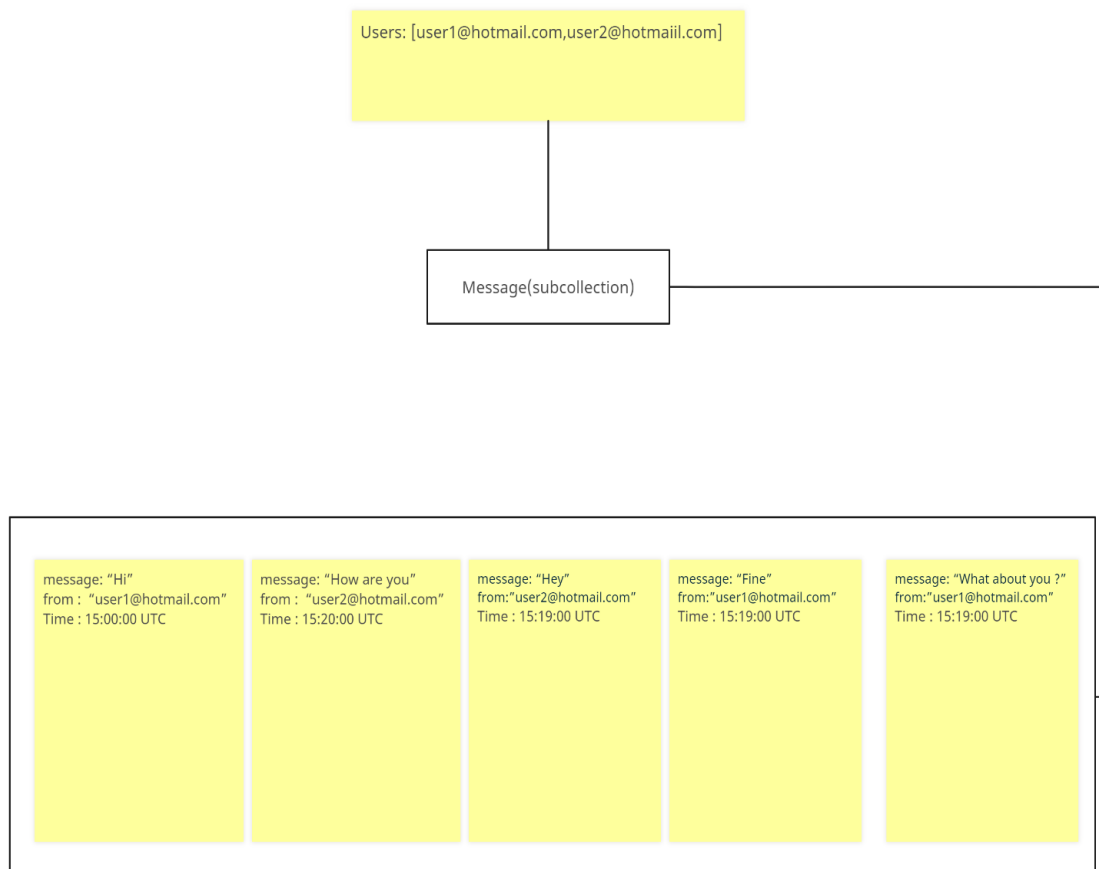 Users: [user1@hotmail.com,user2@hotmaiil.com]
Message(subcollection)
message: “Hi”
from :  “user1@hotmail.com”
Time : 15:00:00 UTC
message: “How are you”
from :  “user2@hotmail.com”
Time : 15:20:00 UTC
message: “Hey”
from:”user2@hotmail.com”
Time : 15:19:00 UTC
message: “Fine”
from:”user1@hotmail.com”
Time : 15:19:00 UTC
message: “What about you ?”
from:”user1@hotmail.com”
Time : 15:19:00 UTC